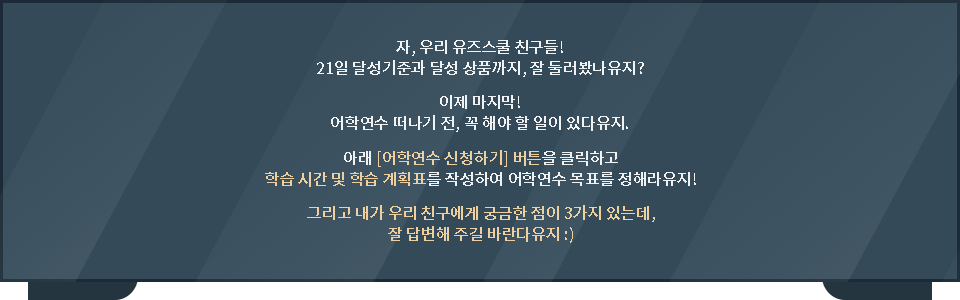 자, 우리 유즈스쿨 친구들!
21일 달성기준과 달성 상품까지, 잘 둘러봤나유지?
이제 마지막!
어학연수 떠나기 전, 꼭 해야 할 일이 있다유지.
아래 [어학연수 신청하기] 버튼을 클릭하고
학습 시간 및 학습 계획표를 작성하여 어학연수 목표를 정해라유지!
그리고 내가 우리 친구에게 궁금한 점이 3가지 있는데,
잘 답변해 주길 바란다유지 :)